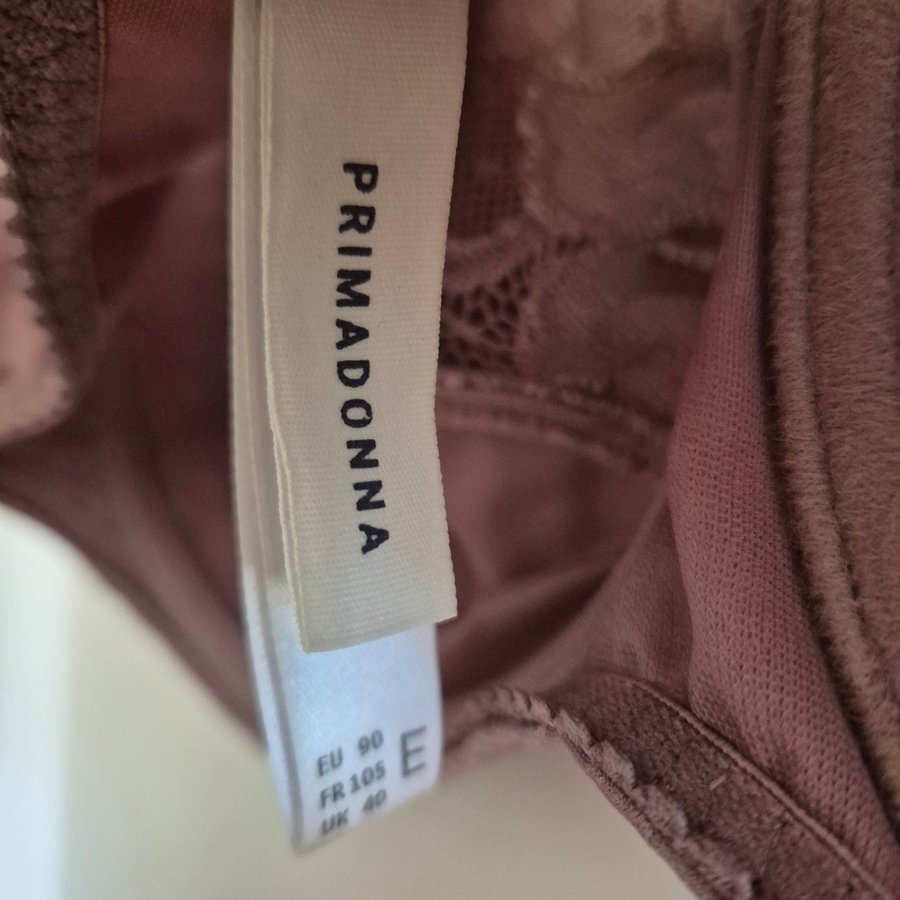 PRIMADONNA
EU 90 E
FR 105
UK 40